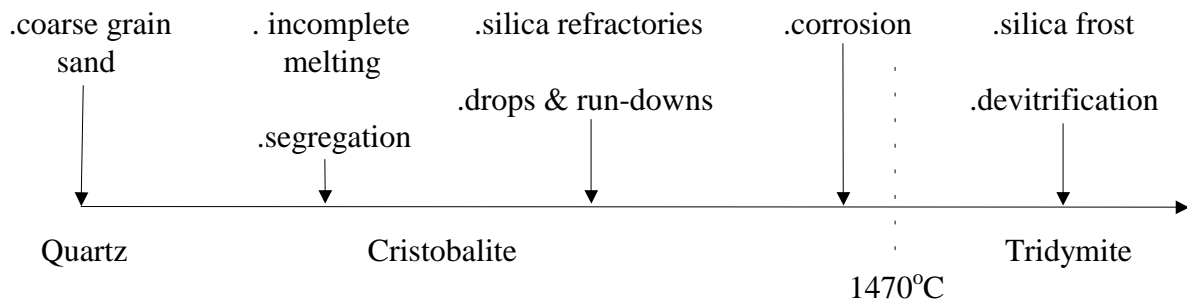 .coarse grain
sand
. incomplete
melting
.segregation
.silica refractories
.drops & run-downs
.corrosion
.silica frost
.devitrification
Quartz
Cristobalite
Tridymite
1470°C